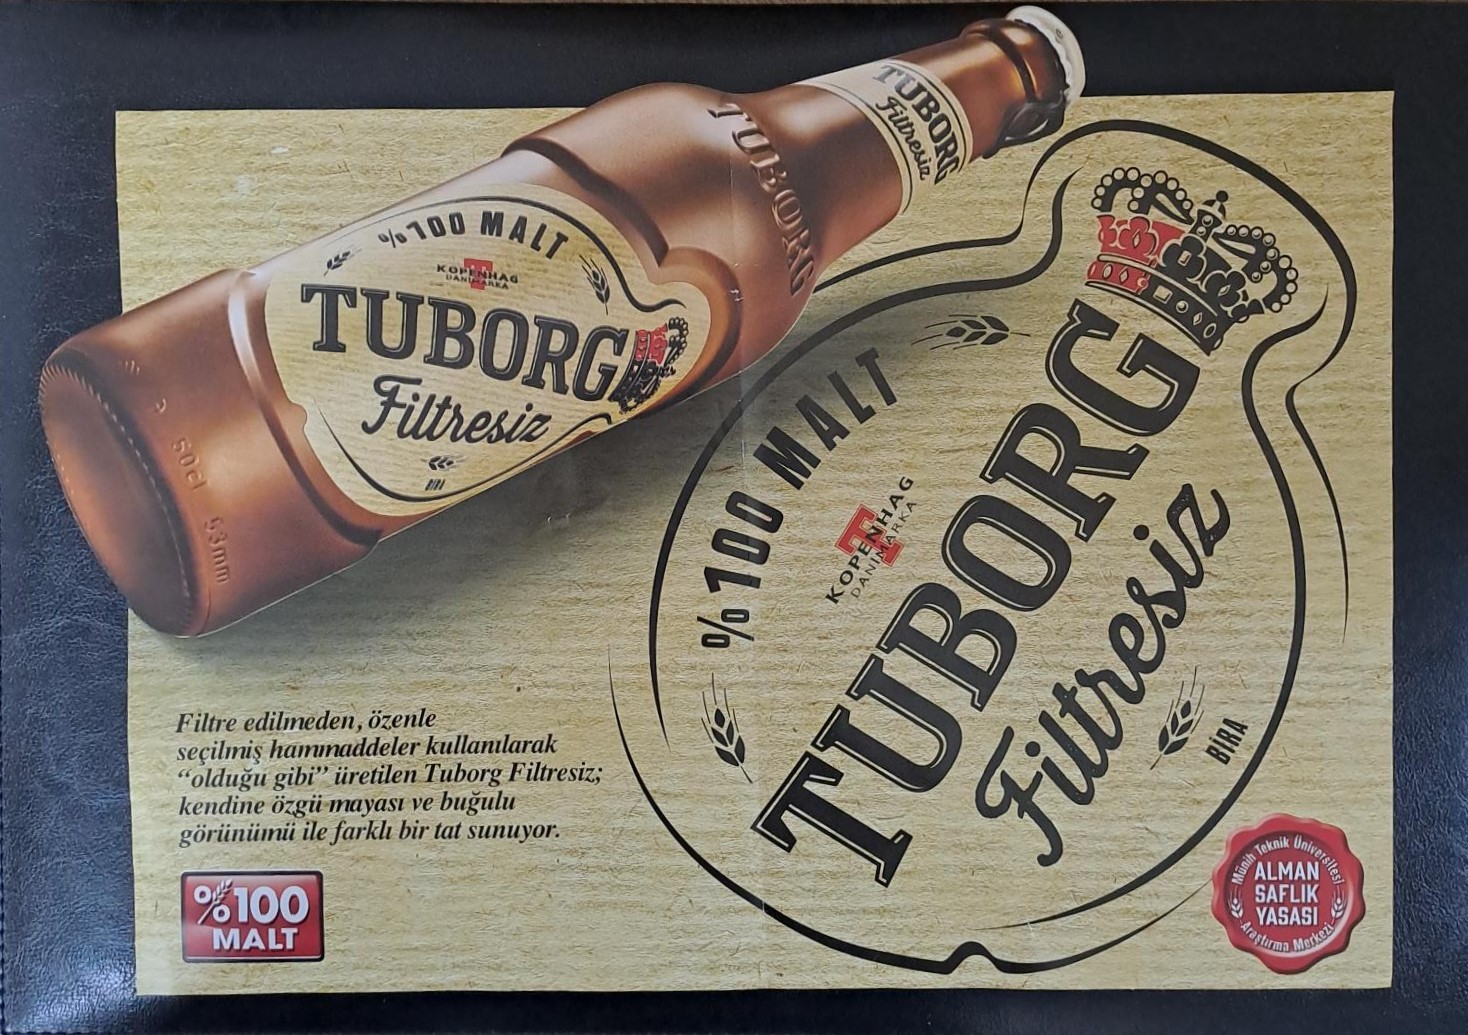 TUBORG
Filtresiz
TUBORG
%100 MALT
KOPENHAG
DANİMARKA
TUBORG
Filtresiz
BİRA
50cl 53mm
%100 MALT
T
KOPENHAG
DANİMARKA
TUBORG
Filtresiz
BİRA
Filtre edilmeden, özenle
seçilmiş hammaddeler kullanılarak
“olduğu gibi” üretilen Tuborg Filtresiz;
kendine özgü mayası ve buğulu
görünümü ile farklı bir tat sunuyor.
%100
MALT
Münih Teknik Üniversitesi
ALMAN
SAFLIK
YASASI
Araştırma Merkezi